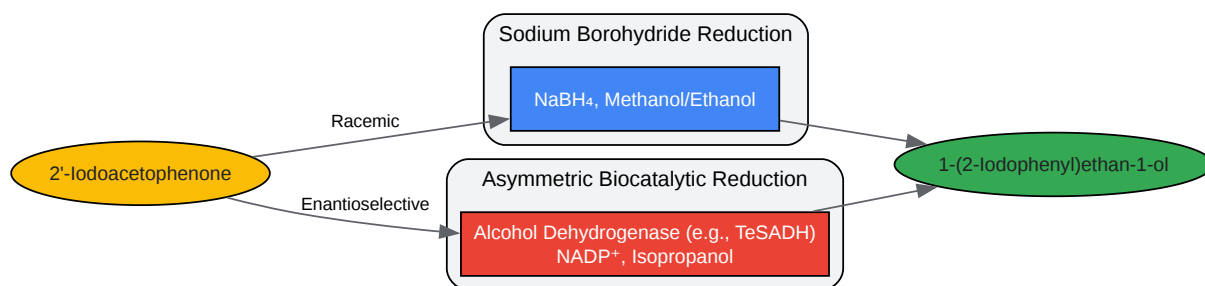 Sodium Borohydride Reduction
NaBH₄, Methanol/Ethanol
Racemic
2'-Iodoacetophenone
1-(2-Iodophenyl)ethan-1-ol
Asymmetric Biocatalytic Reduction
Enantioselective
Alcohol Dehydrogenase (e.g., TeSADH)
NADP⁺, Isopropanol